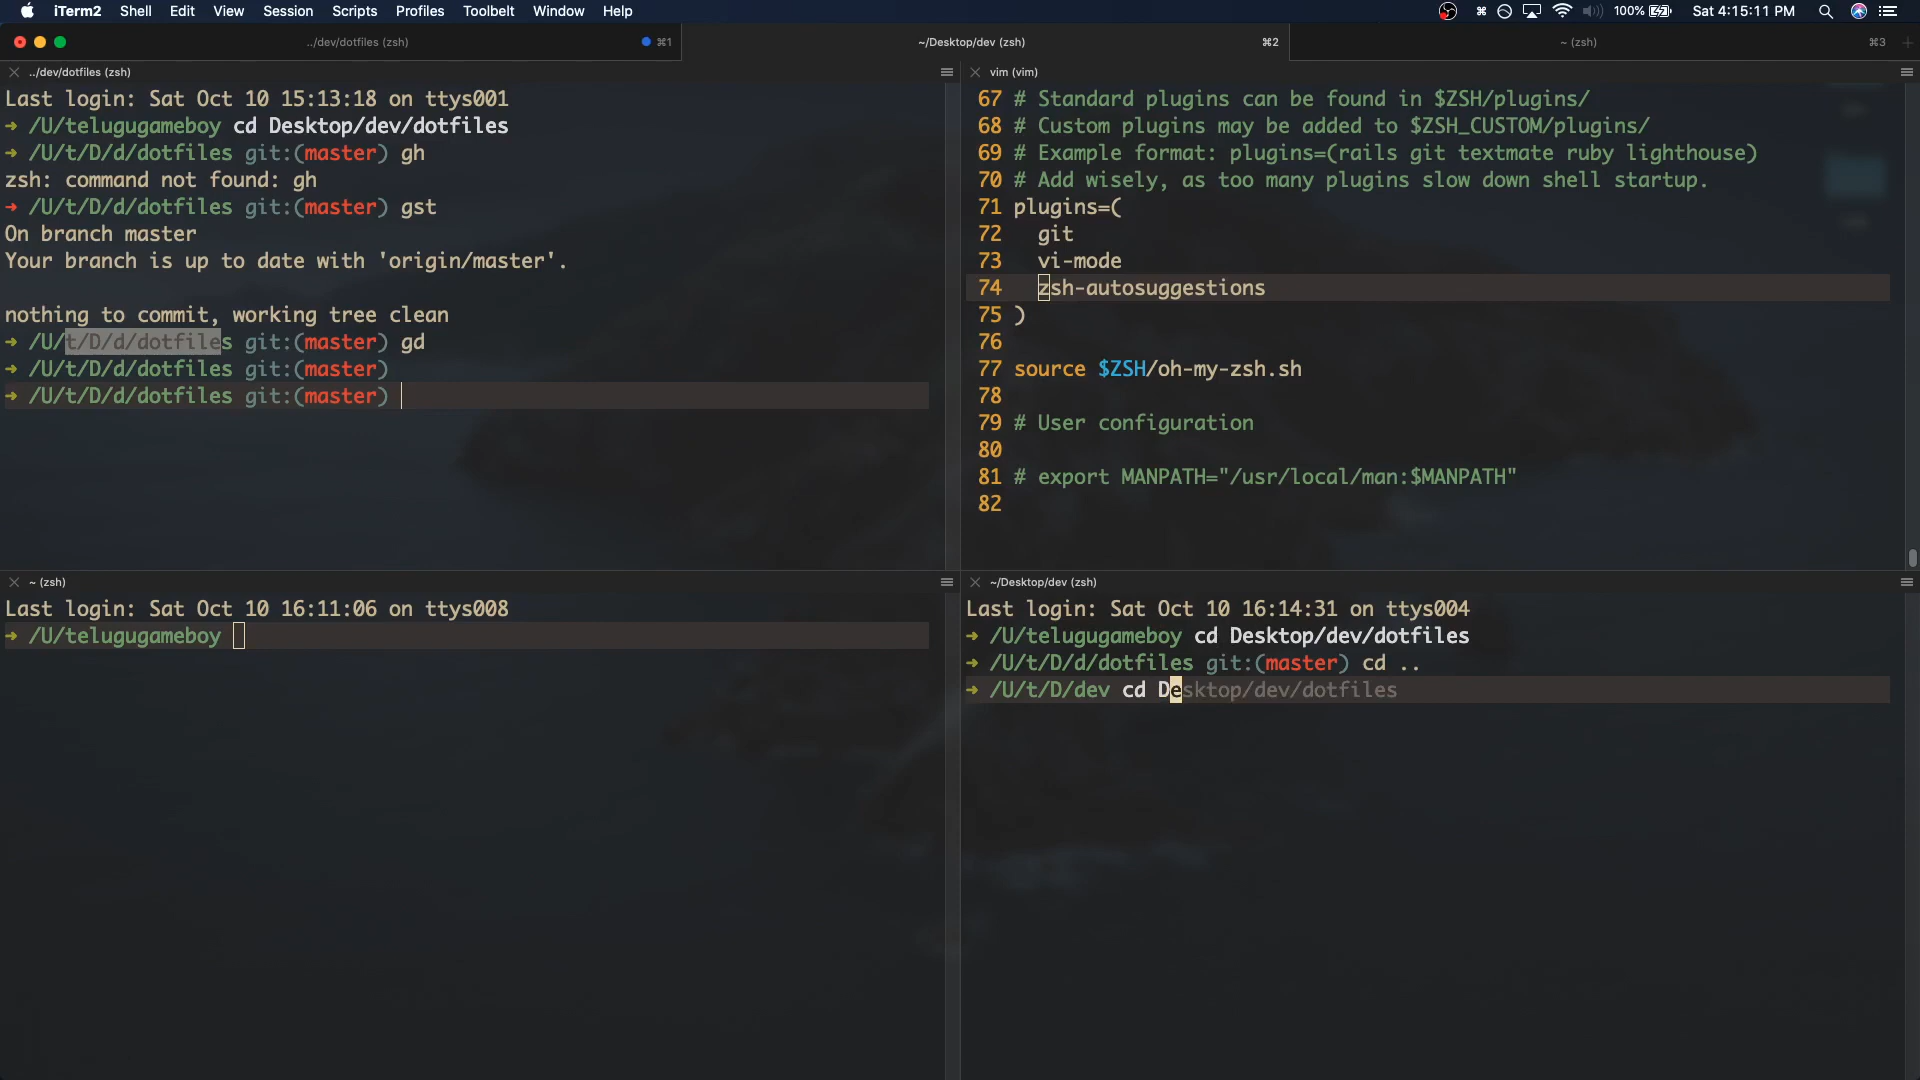 iTerm2 Shell Edit View Session Scripts Profiles Toolbelt Window Help 100% Sat 4:15:11 PM
../dev/dotfiles (zsh) ⌘1 ~/Desktop/dev (zsh) ⌘2 ~ (zsh) ⌘3 +
../dev/dotfiles (zsh)
Last login: Sat Oct 10 15:13:18 on ttys001
➜ /U/telugugameboy cd Desktop/dev/dotfiles
➜ /U/t/D/d/dotfiles git:(master) gh
zsh: command not found: gh
➜ /U/t/D/d/dotfiles git:(master) gst
On branch master
Your branch is up to date with 'origin/master'.
nothing to commit, working tree clean
➜ /U/t/D/d/dotfiles git:(master) gd
➜ /U/t/D/d/dotfiles git:(master)
➜ /U/t/D/d/dotfiles git:(master)
vim (vim)
67 # Standard plugins can be found in $ZSH/plugins/
68 # Custom plugins may be added to $ZSH_CUSTOM/plugins/
69 # Example format: plugins=(rails git textmate ruby lighthouse)
70 # Add wisely, as too many plugins slow down shell startup.
71 plugins=(
72 git
73 vi-mode
74 zsh-autosuggestions
75 )
76
77 source $ZSH/oh-my-zsh.sh
78
79 # User configuration
80
81 # export MANPATH="/usr/local/man:$MANPATH"
82
~ (zsh)
Last login: Sat Oct 10 16:11:06 on ttys008
➜ /U/telugugameboy
~/Desktop/dev (zsh)
Last login: Sat Oct 10 16:14:31 on ttys004
➜ /U/telugugameboy cd Desktop/dev/dotfiles
➜ /U/t/D/d/dotfiles git:(master) cd ..
➜ /U/t/D/dev cd Desktop/dev/dotfiles